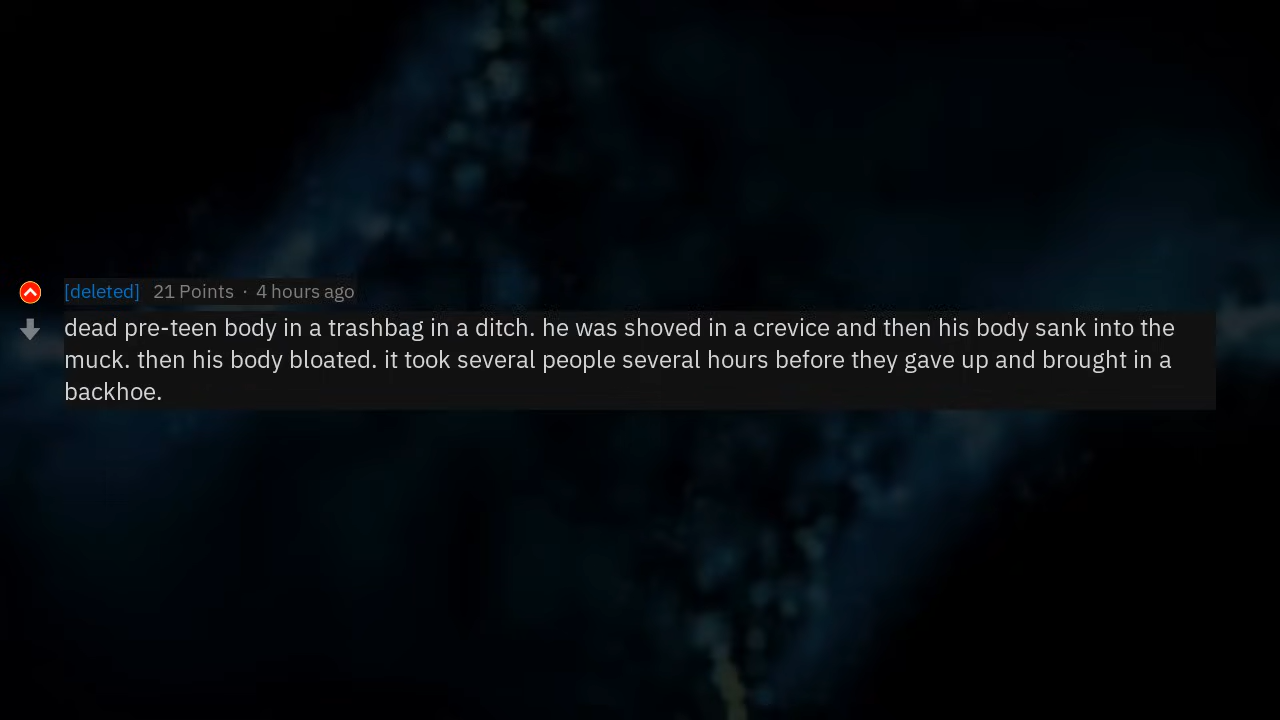 [deleted] 21 Points · 4 hours ago
dead pre-teen body in a trashbag in a ditch. he was shoved in a crevice and then his body sank into the
muck. then his body bloated. it took several people several hours before they gave up and brought in a
backhoe.